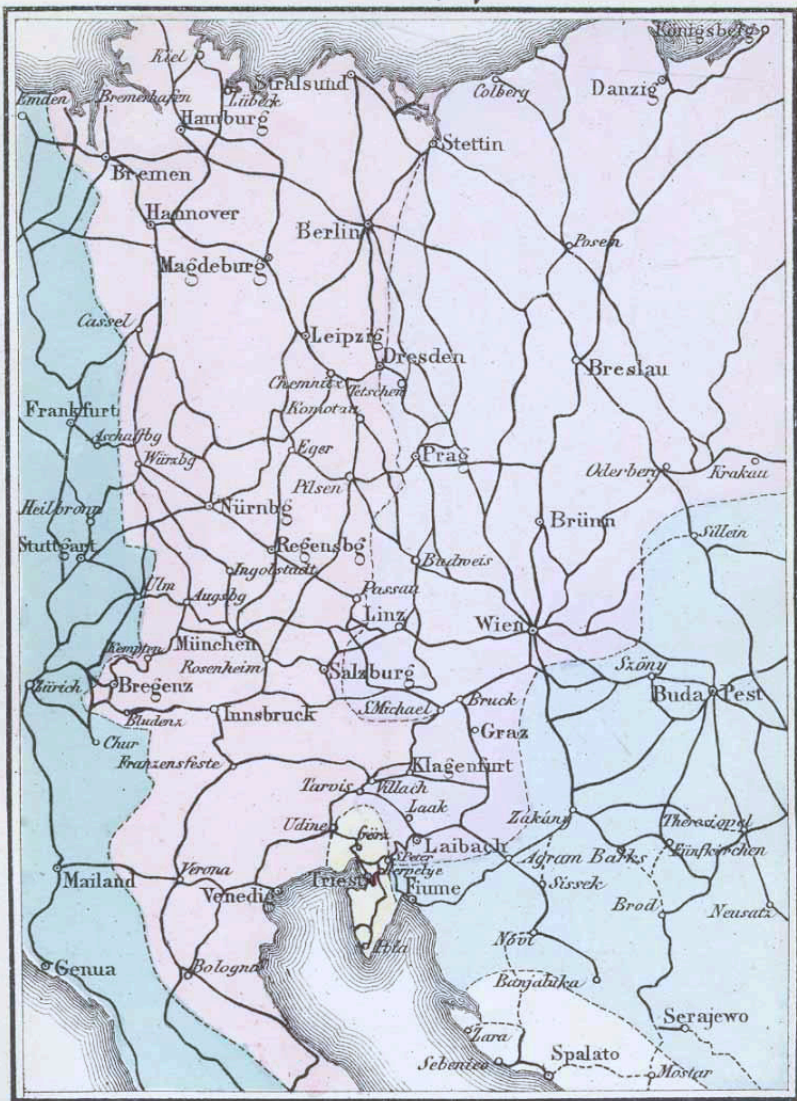 Königsberg
Kiel
Stralsund
Colberg
Danzig
Emden
Bremerhafen
Lübeck
Hamburg
Stettin
Bremen
Hannover
Berlin
Posen
Magdeburg
Cassel
Leipzig
Dresden
Breslau
Chemnitz
Tetschen
Komotau
Frankfurt
Aschaffbg
Würzbg
Eger
Prag
Oderberg
Krakau
Pilsen
Heilbronn
Nürnbg
Brünn
Sillein
Stuttgart
Regensbg
Ingolstadt
Budweis
Ulm
Augsbg
Passau
Linz
Wien
München
Kempten
Rosenheim
Salzburg
Szöny
Zürich
Bregenz
Buda Pest
Bludenz
Innsbruck
S. Michael
Bruck
Chur
Graz
Franzensfeste
Klagenfurt
Tarvis
Villach
Laak
Zákány
Theresiopel
Udine
Görz
Laibach
S. Peter
Agram
Barks
Fünfkirchen
Mailand
Verona
Triest
Herpelje
Venedig
Fiume
Sissek
Brod
Neusatz
Pola
Novi
Genua
Bologna
Banjaluka
Zara
Serajewo
Sebenico
Spalato
Mostar